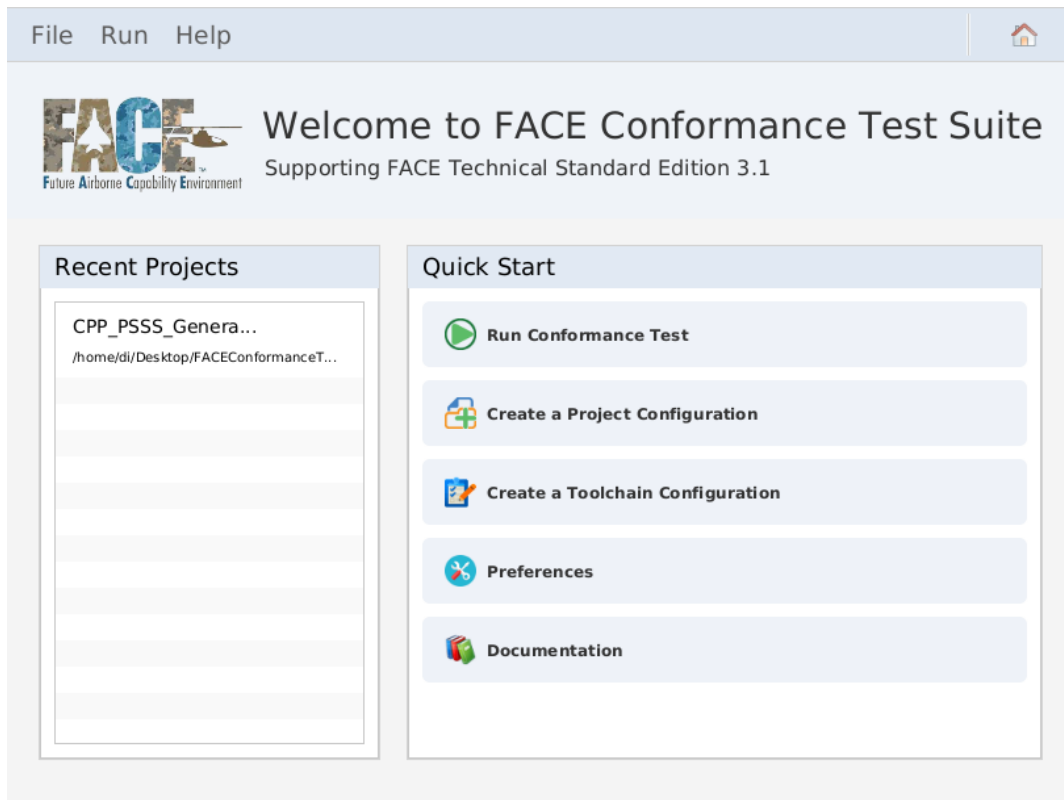 File Run Help
FACE™
Future Airborne Capability Environment
Welcome to FACE Conformance Test Suite
Supporting FACE Technical Standard Edition 3.1
Recent Projects
CPP_PSSS_Genera...
/home/di/Desktop/FACEConformanceT...
Quick Start
Run Conformance Test
Create a Project Configuration
Create a Toolchain Configuration
Preferences
Documentation